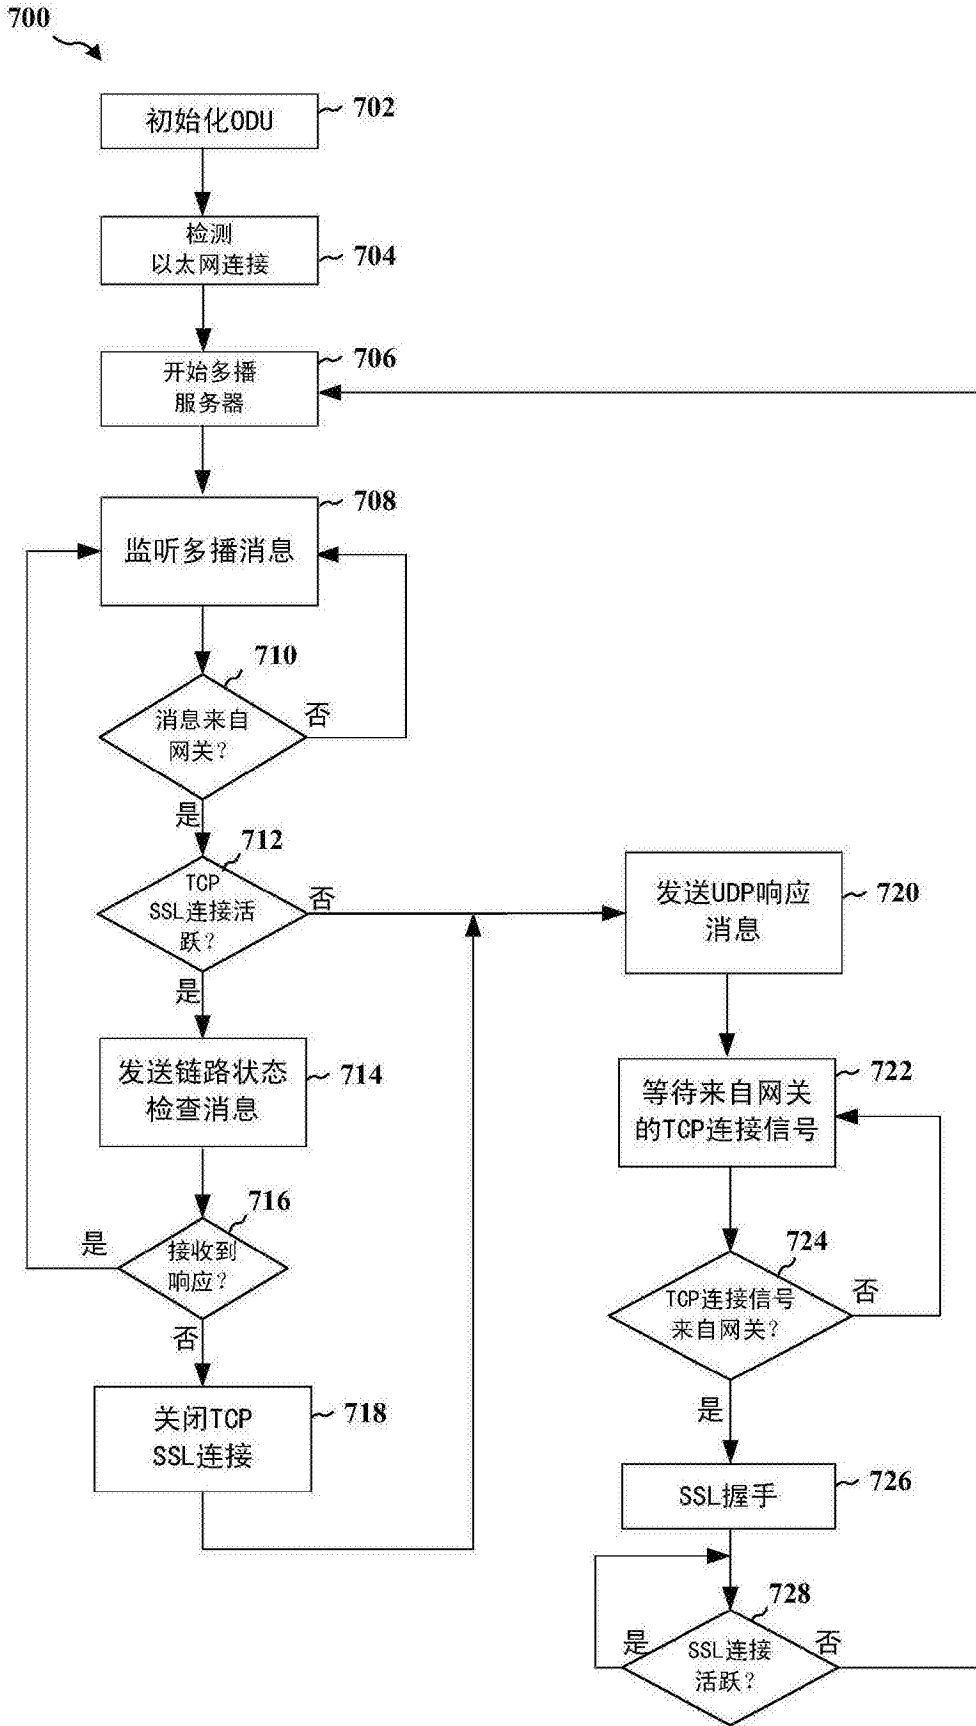 700
初始化ODU
702
检测
以太网连接
704
开始多播
服务器
706
监听多播消息
708
消息来自
网关?
710
否
是
TCP
SSL连接活
跃?
712
否
是
发送链路状态
检查消息
714
接收到
响应?
716
是
否
关闭TCP
SSL连接
718
发送UDP响应
消息
720
等待来自网关
的TCP连接信号
722
TCP连接信号
来自网关?
724
否
是
SSL握手
726
SSL连接
活跃?
728
是
否